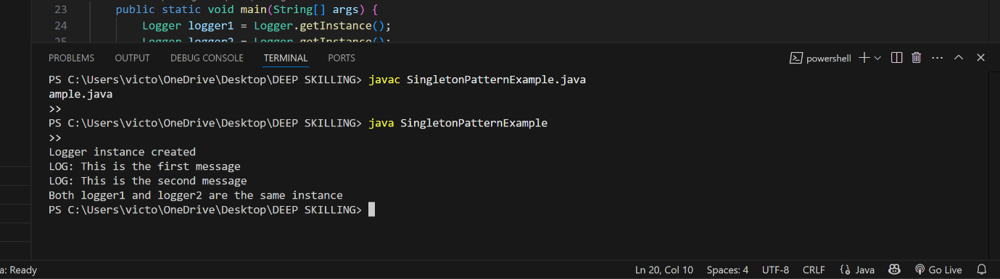 23 public static void main(String[] args) {
24 Logger logger1 = Logger.getInstance();
25 Logger logger2 = Logger.getInstance();
PROBLEMS OUTPUT DEBUG CONSOLE TERMINAL PORTS powershell
PS C:\Users\victo\OneDrive\Desktop\DEEP SKILLING> javac SingletonPatternExample.java
ample.java
>>
PS C:\Users\victo\OneDrive\Desktop\DEEP SKILLING> java SingletonPatternExample
>>
Logger instance created
LOG: This is the first message
LOG: This is the second message
Both logger1 and logger2 are the same instance
PS C:\Users\victo\OneDrive\Desktop\DEEP SKILLING>
a: Ready Ln 20, Col 10 Spaces: 4 UTF-8 CRLF Java Go Live